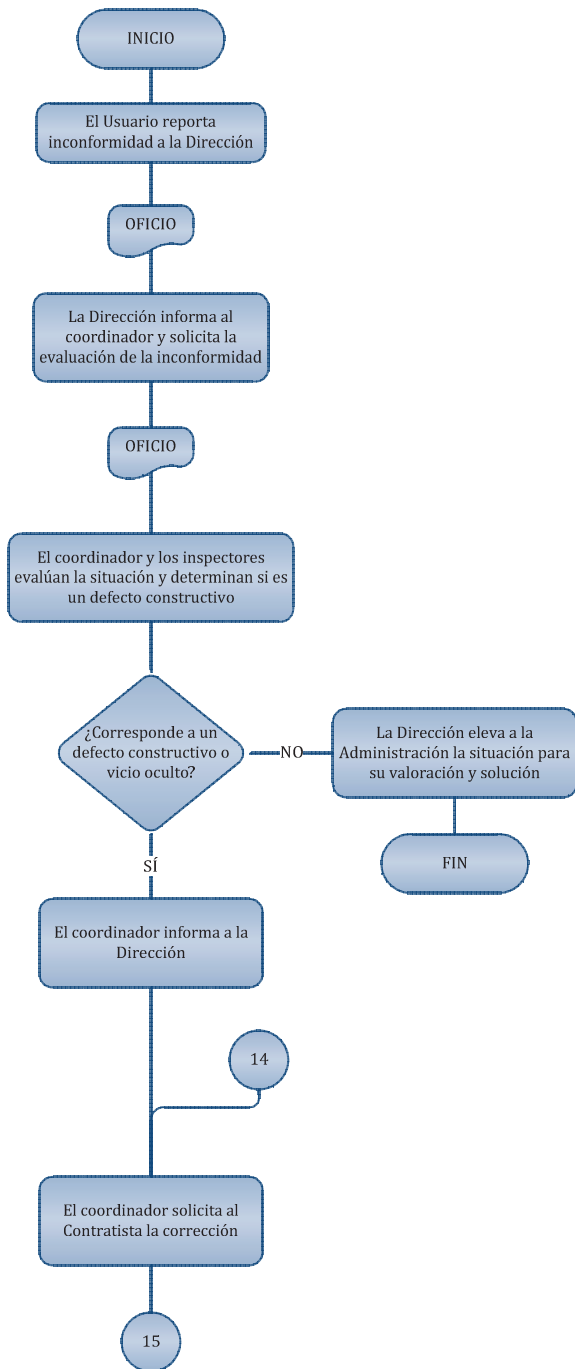 INICIO
El Usuario reporta
inconformidad a la Dirección
OFICIO
La Dirección informa al
coordinador y solicita la
evaluación de la inconformidad
OFICIO
El coordinador y los inspectores
evalúan la situación y determinan si es
un defecto constructivo
¿Corresponde a un
defecto constructivo o
vicio oculto?
NO
La Dirección eleva a la
Administración la situación para
su valoración y solución
FIN
SÍ
El coordinador informa a la
Dirección
14
El coordinador solicita al
Contratista la corrección
15